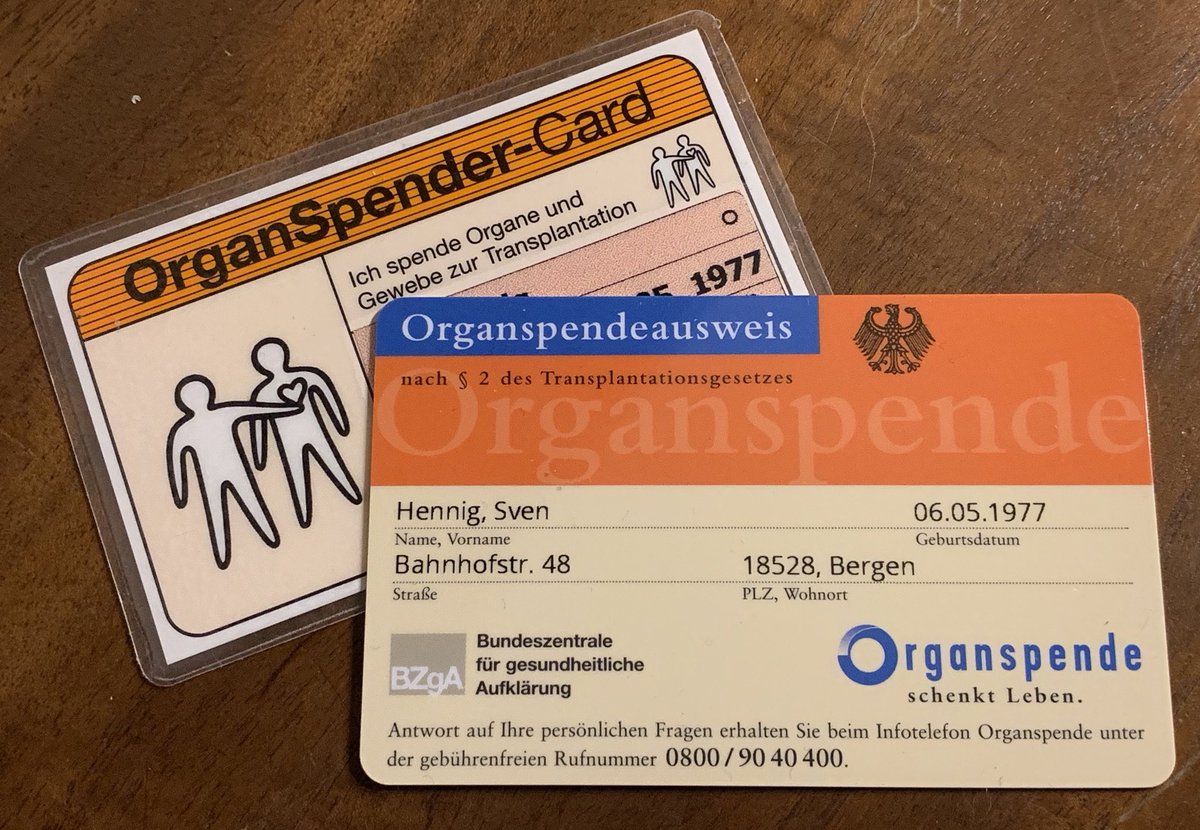 OrganSpender-Card
Ich spende Organe und
Gewebe zur Transplantation
1977
Organspendeausweis
nach § 2 des Transplantationsgesetzes
Organspende
Hennig, Sven 06.05.1977
Name, Vorname Geburtsdatum
Bahnhofstr. 48 18528, Bergen
Straße PLZ, Wohnort
BZgA
Bundeszentrale
für gesundheitliche
Aufklärung
Organspende
schenkt Leben.
Antwort auf Ihre persönlichen Fragen erhalten Sie beim Infotelefon Organspende unter
der gebührenfreien Rufnummer 0800/90 40 400.